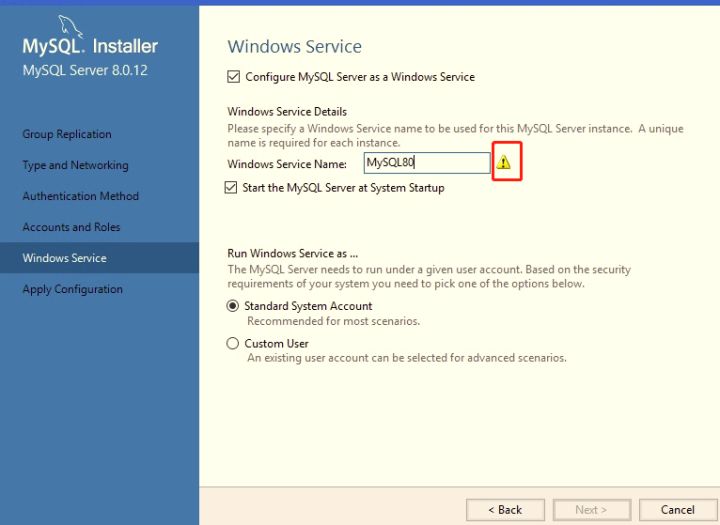 MySQL. Installer
MySQL Server 8.0.12
Group Replication
Type and Networking
Authentication Method
Accounts and Roles
Windows Service
Apply Configuration
Windows Service
Configure MySQL Server as a Windows Service
Windows Service Details
Please specify a Windows Service name to be used for this MySQL Server instance. A unique
name is required for each instance.
Windows Service Name: MySQL80
Start the MySQL Server at System Startup
Run Windows Service as ...
The MySQL Server needs to run under a given user account. Based on the security
requirements of your system you need to pick one of the options below.
Standard System Account
Recommended for most scenarios.
Custom User
An existing user account can be selected for advanced scenarios.
< Back Next > Cancel